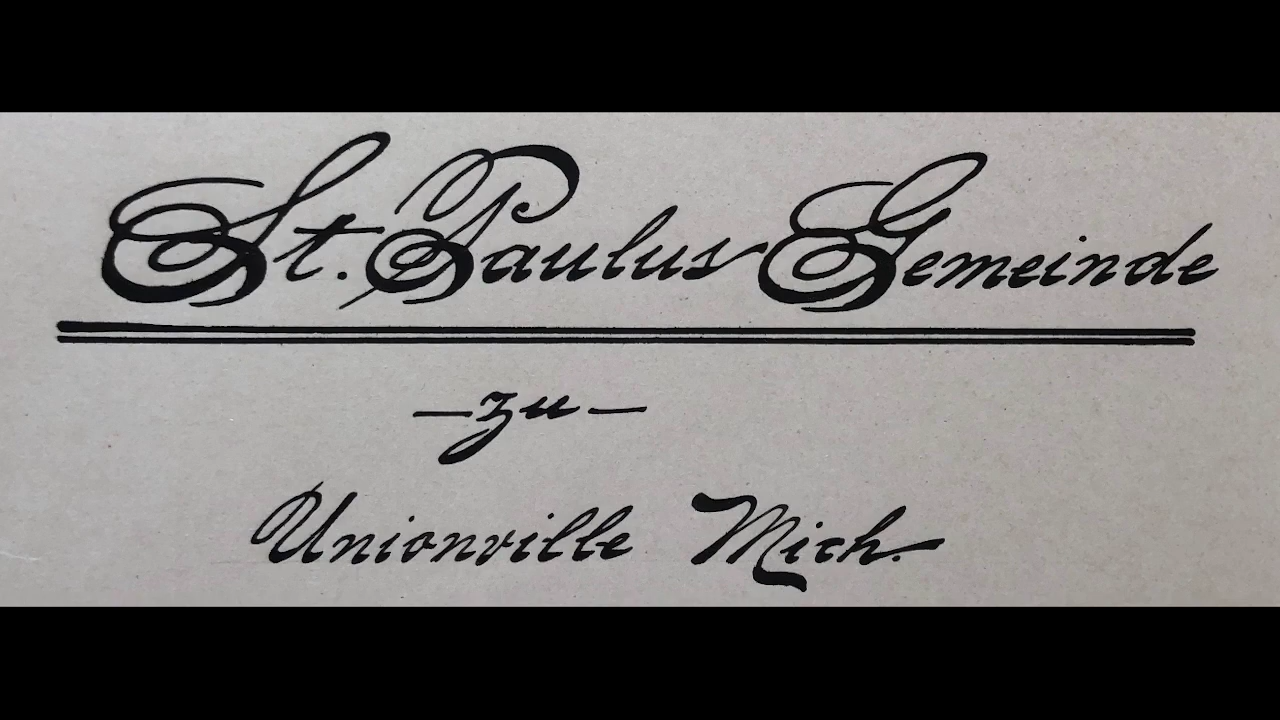 St. Paulus Gemeinde
— zu —
Unionville Mich.